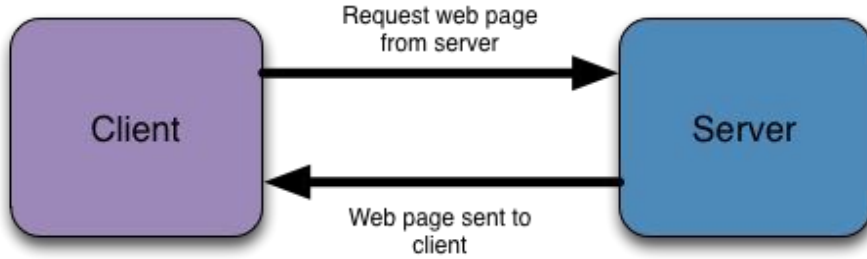 Request web page
from server
Client
Server
Web page sent to
client